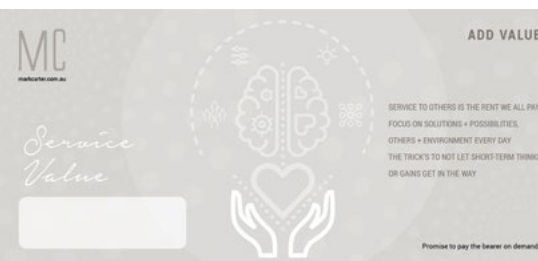 MC
markcarter.com.au
Service
Value
ADD VALUE
SERVICE TO OTHERS IS THE RENT WE ALL PAY
FOCUS ON SOLUTIONS + POSSIBILITIES,
OTHERS + ENVIRONMENT EVERY DAY
THE TRICK'S TO NOT LET SHORT-TERM THINKI
OR GAINS GET IN THE WAY
Promise to pay the bearer on demand